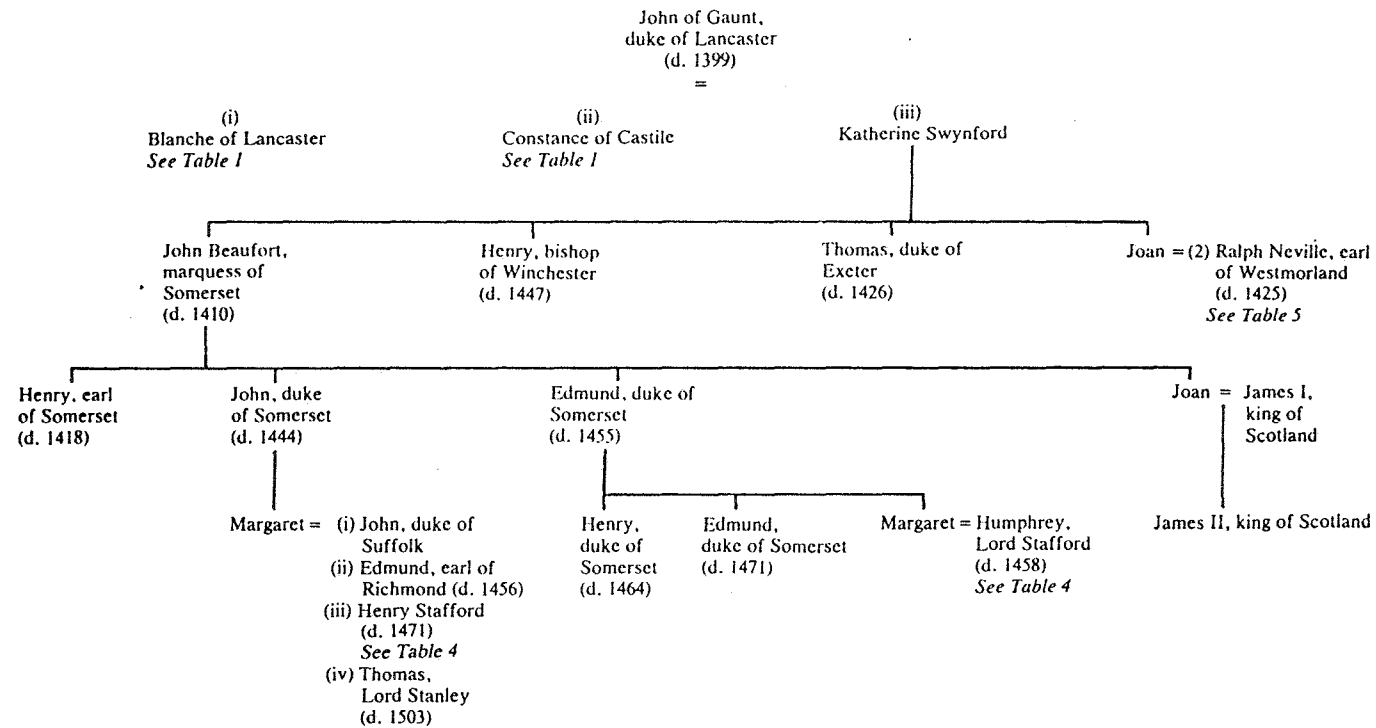 John of Gaunt,
duke of Lancaster
(d. 1399)
=
(i)
Blanche of Lancaster
See Table 1
(ii)
Constance of Castile
See Table 1
(iii)
Katherine Swynford
John Beaufort,
marquess of
Somerset
(d. 1410)
Henry, bishop
of Winchester
(d. 1447)
Thomas, duke of
Exeter
(d. 1426)
Joan = (2) Ralph Neville, earl
of Westmorland
(d. 1425)
See Table 5
Henry, earl
of Somerset
(d. 1418)
John, duke
of Somerset
(d. 1444)
Edmund, duke of
Somerset
(d. 1455)
Joan = James I,
king of
Scotland
Margaret = (i) John, duke of
Suffolk
(ii) Edmund, earl of
Richmond (d. 1456)
(iii) Henry Stafford
(d. 1471)
See Table 4
(iv) Thomas,
Lord Stanley
(d. 1503)
Henry,
duke of
Somerset
(d. 1464)
Edmund,
duke of Somerset
(d. 1471)
Margaret = Humphrey,
Lord Stafford
(d. 1458)
See Table 4
James II, king of Scotland